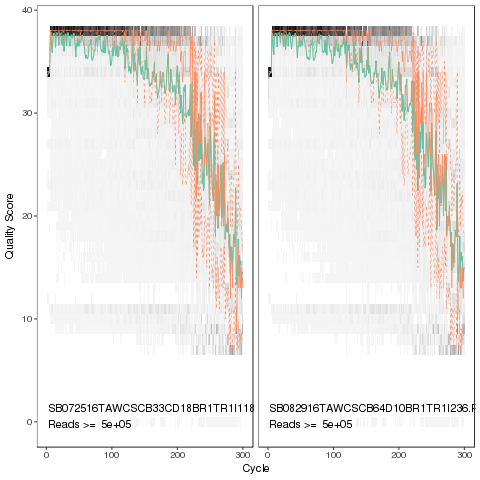 40
30
20
10
0
Quality Score
SB072516TAWCSCB33CD18BR1TR1I118
Reads >= 5e+05
SB082916TAWCSCB64D10BR1TR1I236.F
Reads >= 5e+05
0 100 200 300
0 100 200 300
Cycle